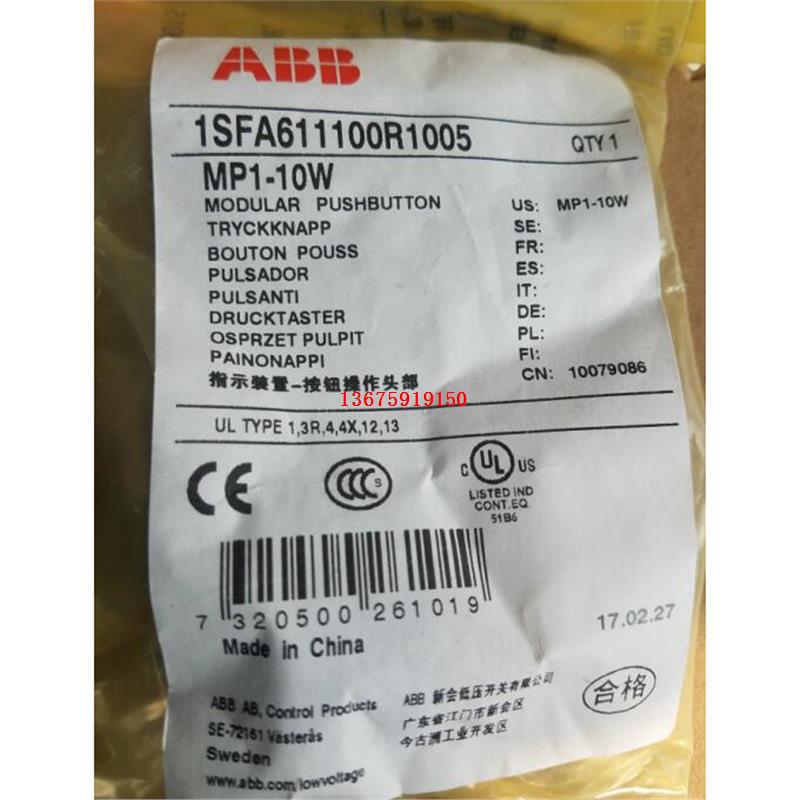 ABB
1SFA611100R1005 QTY 1
MP1-10W
MODULAR PUSHBUTTON US: MP1-10W
TRYCKKNAPP SE:
BOUTON POUSS FR:
PULSADOR ES:
PULSANTI IT:
DRUCKTASTER DE:
OSPRZET PULPIT PL:
PAINONAPPI FI:
指示装置-按钮操作头部 CN: 10079086
13675919150
UL TYPE 1,3R,4,4X,12,13
CE CCC S C UL US
LISTED IND
CONT.EQ.
51B6
7 320500 261019
17.02.27
Made in China
ABB AB, Control Products
SE-72161 Västerås
Sweden
www.abb.com/lowvoltage
ABB 新会低压开关有限公司
广东省江门市新会区
今古洲工业开发区
合格